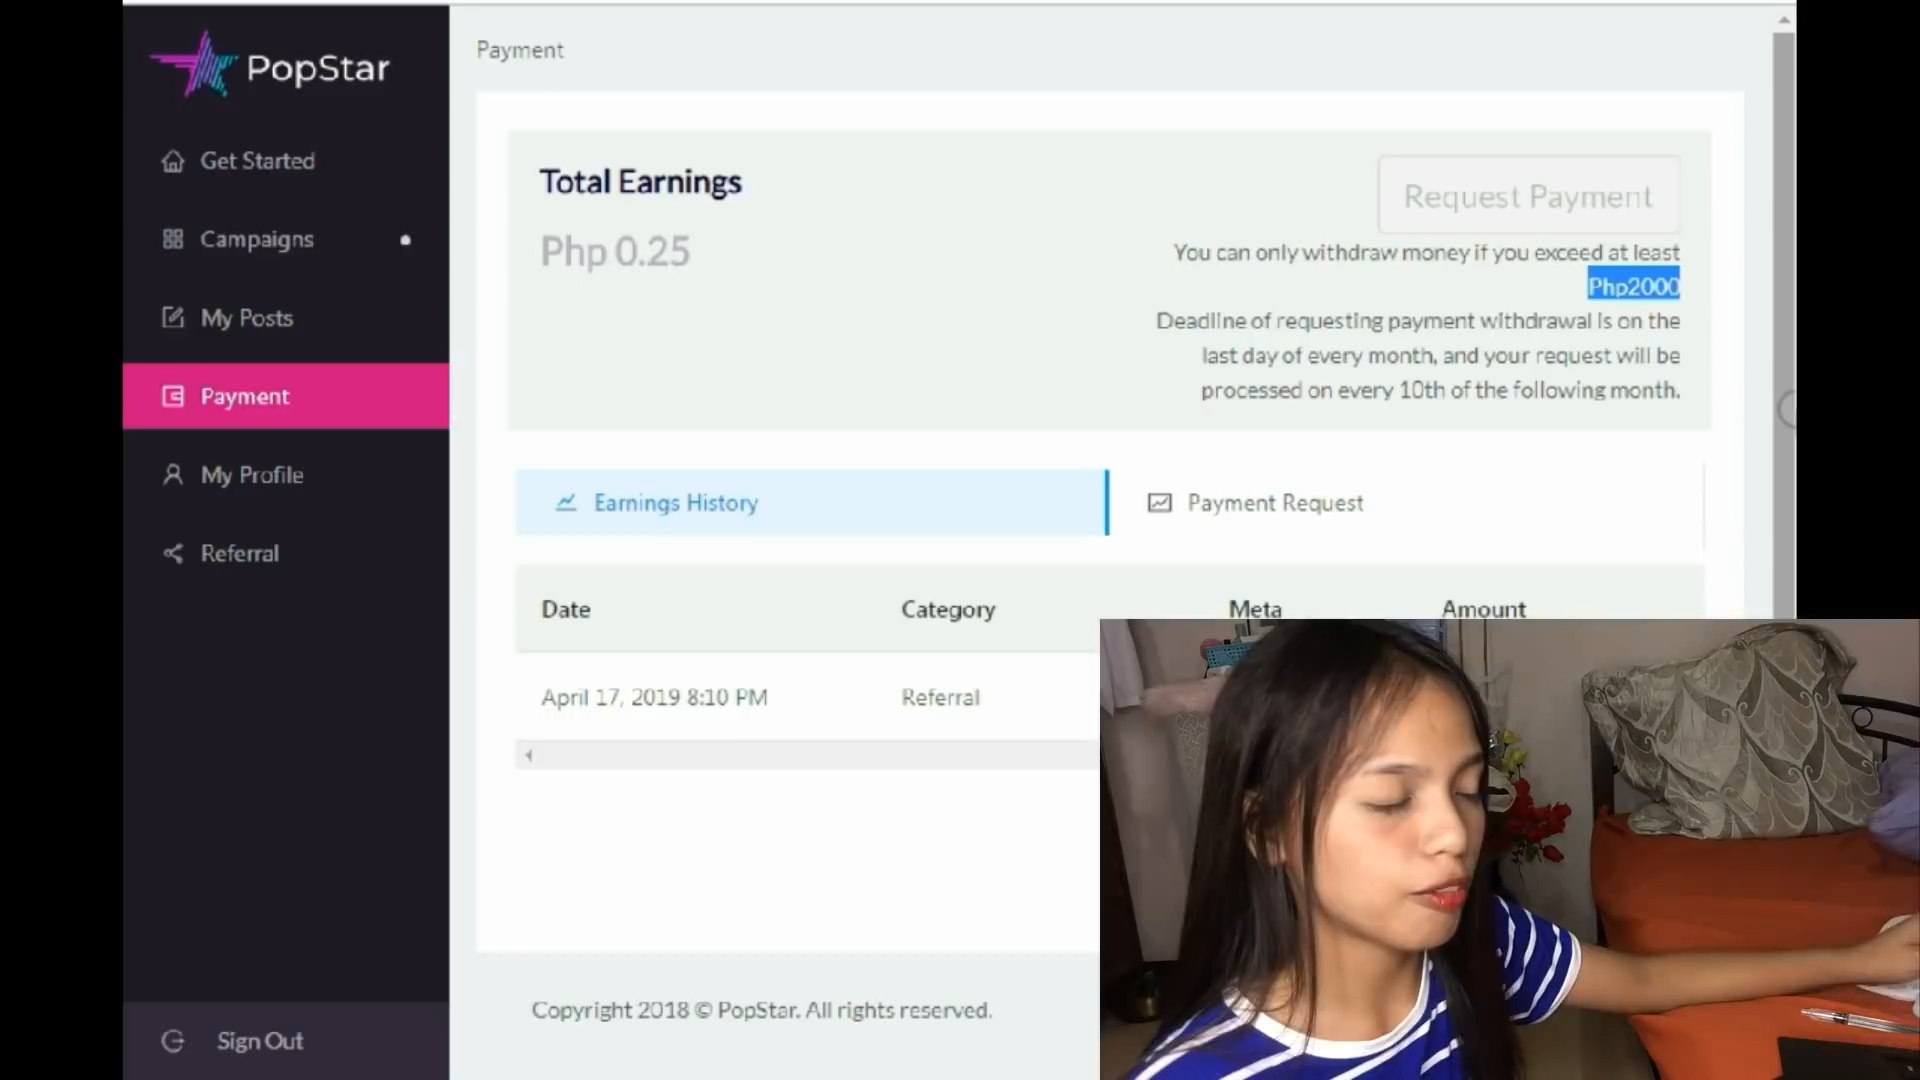 PopStar
Get Started
Campaigns
My Posts
Payment
My Profile
Referral
Sign Out
Payment
Total Earnings
Php 0.25
Request Payment
You can only withdraw money if you exceed at least
Php2000
Deadline of requesting payment withdrawal is on the
last day of every month, and your request will be
processed on every 10th of the following month.
Earnings History
Payment Request
Date Category Meta Amount
April 17, 2019 8:10 PM Referral
Copyright 2018 © PopStar. All rights reserved.